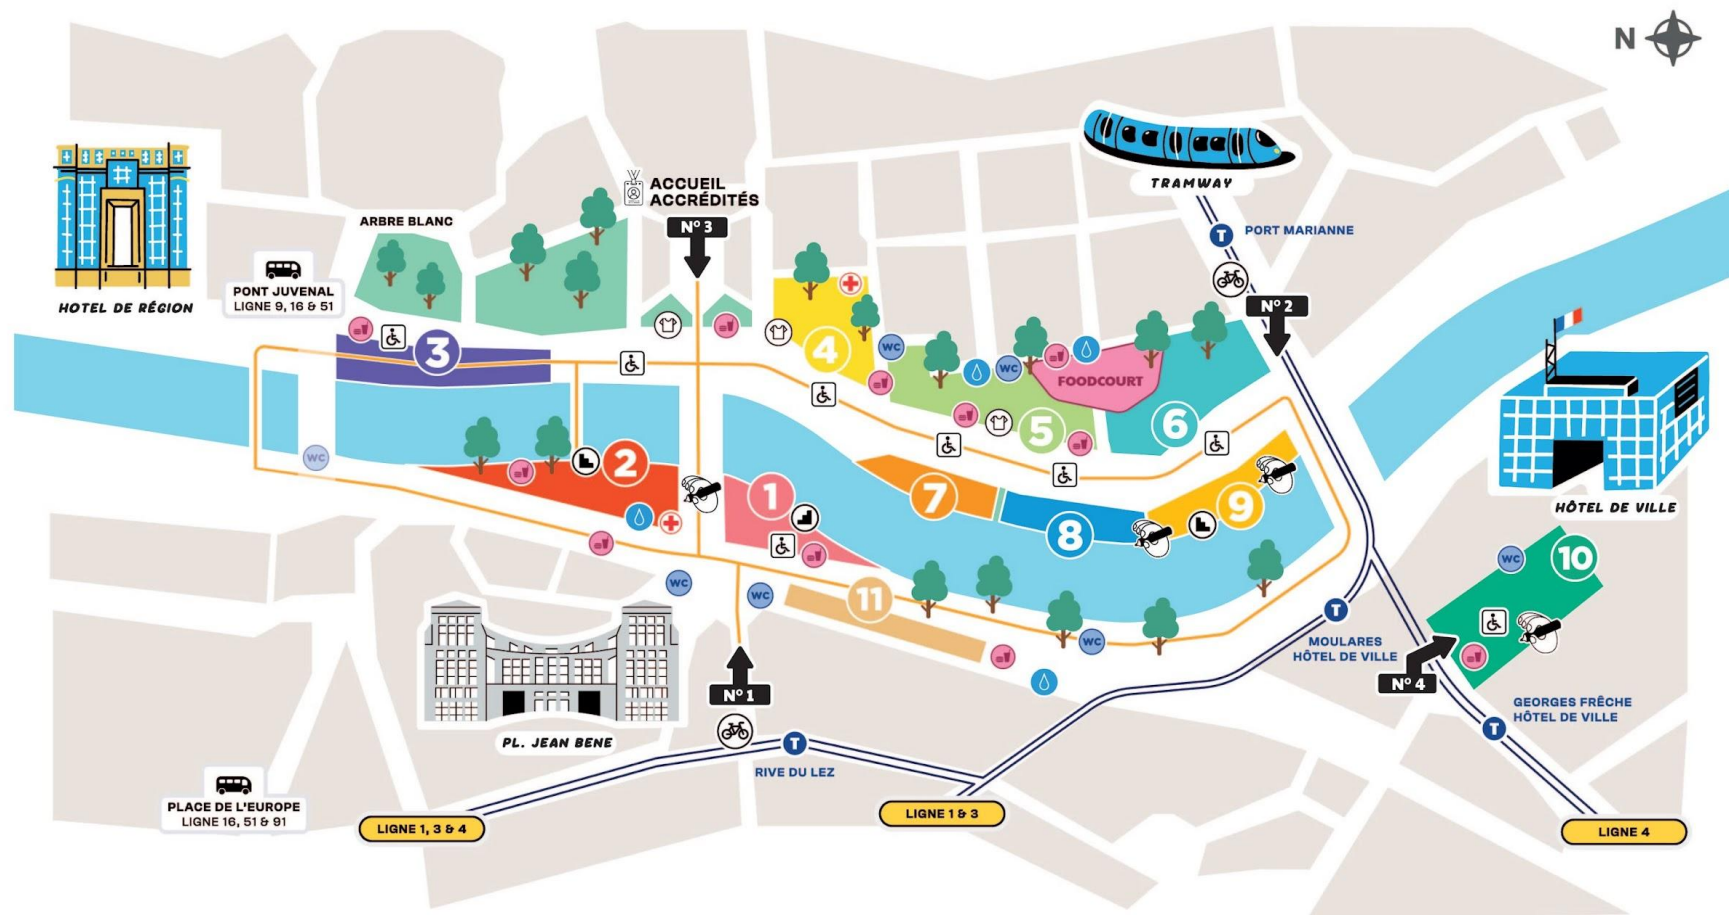 N
TRAMWAY
ACCUEIL
ACCRÉDITÉS
N° 3
ARBRE BLANC
T
PORT MARIANNE
PONT JUVENAL
LIGNE 9, 16 & 51
HOTEL DE RÉGION
N° 2
3
4
WC
WC
FOODCOURT
5
6
WC
2
1
7
8
9
HÔTEL DE VILLE
WC
10
WC
WC
11
WC
T
MOULARES
HÔTEL DE VILLE
N° 4
N° 1
GEORGES FRÊCHE
HÔTEL DE VILLE
T
PL. JEAN BENE
T
RIVE DU LEZ
PLACE DE L'EUROPE
LIGNE 16, 51 & 91
LIGNE 1, 3 & 4
LIGNE 1 & 3
LIGNE 4